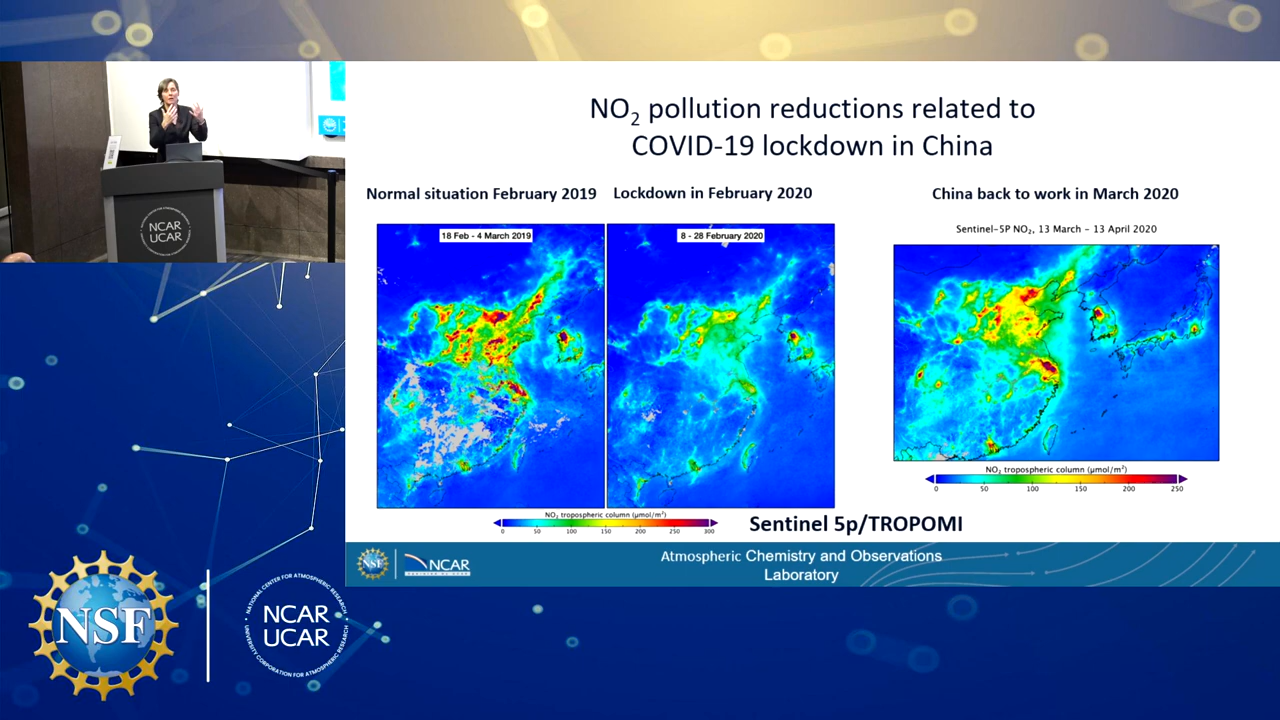 NO₂ pollution reductions related to
COVID-19 lockdown in China
Normal situation February 2019
Lockdown in February 2020
China back to work in March 2020
18 Feb - 4 March 2019
8 - 28 February 2020
Sentinel-5P NO₂, 13 March - 13 April 2020
NO₂ tropospheric column (μmol/m²)
0 50 100 150 200 250
NO₂ tropospheric column (μmol/m²)
0 50 100 150 200 250 300
Sentinel 5p/TROPOMI
NSF
NCAR
Atmospheric Chemistry and Observations
Laboratory
NCAR
UCAR
NSF
NATIONAL CENTER FOR ATMOSPHERIC RESEARCH
NCAR
UCAR
UNIVERSITY CORPORATION FOR ATMOSPHERIC RESEARCH